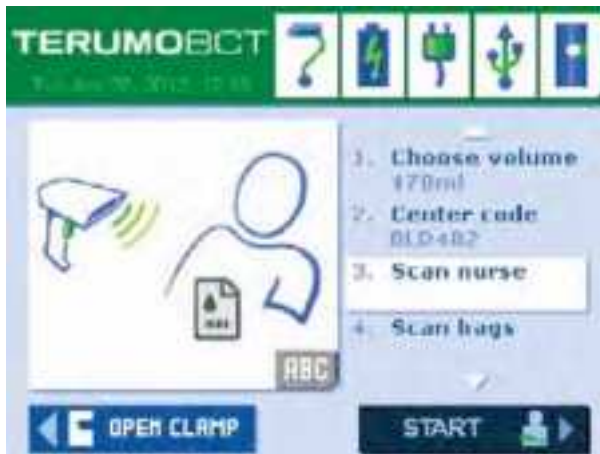 TERUMOBCT
1. Choose volume
470ml
2. Center code
BLD482
3. Scan nurse
4. Scan bags
ABC
OPEN CLAMP
START